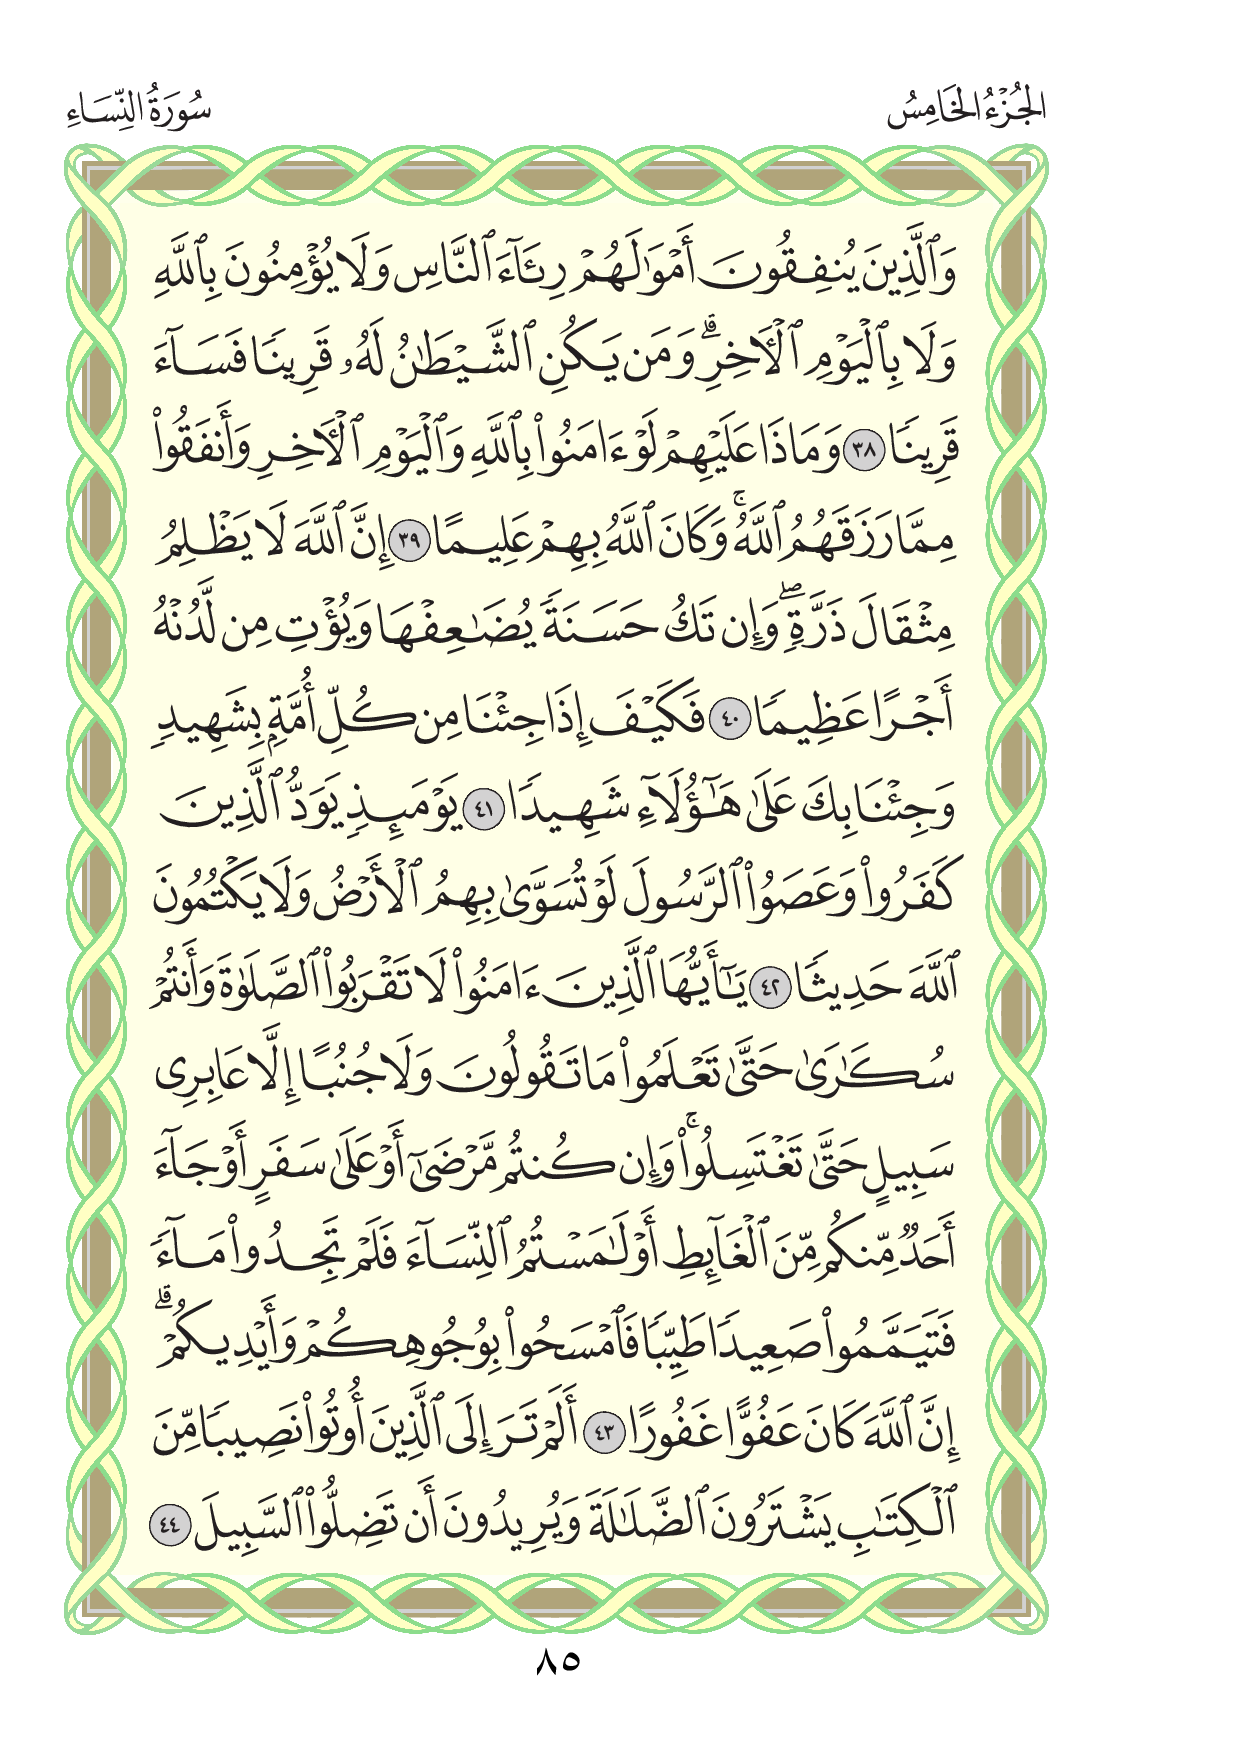 الجُزْءُ الخَامِسُ
سُورَةُ النِّسَاءِ
وَٱلَّذِينَ يُنفِقُونَ أَمْوَٰلَهُمْ رِئَآءَ ٱلنَّاسِ وَلَا يُؤْمِنُونَ بِٱللَّهِ
وَلَا بِٱلْيَوْمِ ٱلْـَٔاخِرِ ۗ وَمَن يَكُنِ ٱلشَّيْطَـٰنُ لَهُۥ قَرِينًا فَسَآءَ
قَرِينًا ٣٨ وَمَاذَا عَلَيْهِمْ لَوْ ءَامَنُوا۟ بِٱللَّهِ وَٱلْيَوْمِ ٱلْـَٔاخِرِ وَأَنفَقُوا۟
مِمَّا رَزَقَهُمُ ٱللَّهُ ۚ وَكَانَ ٱللَّهُ بِهِمْ عَلِيمًا ٣٩ إِنَّ ٱللَّهَ لَا يَظْلِمُ
مِثْقَالَ ذَرَّةٍ ۖ وَإِن تَكُ حَسَنَةً يُضَـٰعِفْهَا وَيُؤْتِ مِن لَّدُنْهُ
أَجْرًا عَظِيمًا ٤٠ فَكَيْفَ إِذَا جِئْنَا مِن كُلِّ أُمَّةٍۭ بِشَهِيدٍ
وَجِئْنَا بِكَ عَلَىٰ هَـٰٓؤُلَآءِ شَهِيدًا ٤١ يَوْمَئِذٍ يَوَدُّ ٱلَّذِينَ
كَفَرُوا۟ وَعَصَوُا۟ ٱلرَّسُولَ لَوْ تُسَوَّىٰ بِهِمُ ٱلْأَرْضُ وَلَا يَكْتُمُونَ
ٱللَّهَ حَدِيثًا ٤٢ يَـٰٓأَيُّهَا ٱلَّذِينَ ءَامَنُوا۟ لَا تَقْرَبُوا۟ ٱلصَّلَوٰةَ وَأَنتُمْ
سُكَـٰرَىٰ حَتَّىٰ تَعْلَمُوا۟ مَا تَقُولُونَ وَلَا جُنُبًا إِلَّا عَابِرِى
سَبِيلٍ حَتَّىٰ تَغْتَسِلُوا۟ ۚ وَإِن كُنتُم مَّرْضَىٰٓ أَوْ عَلَىٰ سَفَرٍ أَوْ جَآءَ
أَحَدٌ مِّنكُم مِّنَ ٱلْغَآئِطِ أَوْ لَـٰمَسْتُمُ ٱلنِّسَآءَ فَلَمْ تَجِدُوا۟ مَآءً
فَتَيَمَّمُوا۟ صَعِيدًا طَيِّبًا فَٱمْسَحُوا۟ بِوُجُوهِكُمْ وَأَيْدِيكُمْ ۗ
إِنَّ ٱللَّهَ كَانَ عَفُوًّا غَفُورًا ٤٣ أَلَمْ تَرَ إِلَى ٱلَّذِينَ أُوتُوا۟ نَصِيبًا مِّنَ
ٱلْكِتَـٰبِ يَشْتَرُونَ ٱلضَّلَـٰلَةَ وَيُرِيدُونَ أَن تَضِلُّوا۟ ٱلسَّبِيلَ ٤٤
٨٥